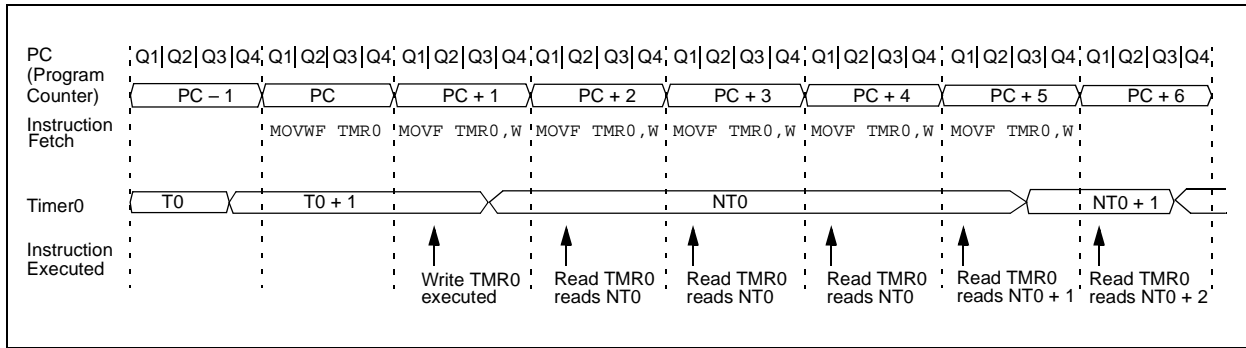 PC (Program Counter)
Q1 Q2 Q3 Q4 Q1 Q2 Q3 Q4 Q1 Q2 Q3 Q4 Q1 Q2 Q3 Q4 Q1 Q2 Q3 Q4 Q1 Q2 Q3 Q4 Q1 Q2 Q3 Q4 Q1 Q2 Q3 Q4
PC – 1 PC PC + 1 PC + 2 PC + 3 PC + 4 PC + 5 PC + 6
Instruction
Fetch
MOVWF TMR0 MOVF TMR0,W MOVF TMR0,W MOVF TMR0,W MOVF TMR0,W MOVF TMR0,W
Timer0
T0 T0 + 1 NT0 NT0 + 1
Instruction
Executed
Write TMR0
executed
Read TMR0
reads NT0
Read TMR0
reads NT0
Read TMR0
reads NT0
Read TMR0
reads NT0 + 1
Read TMR0
reads NT0 + 2